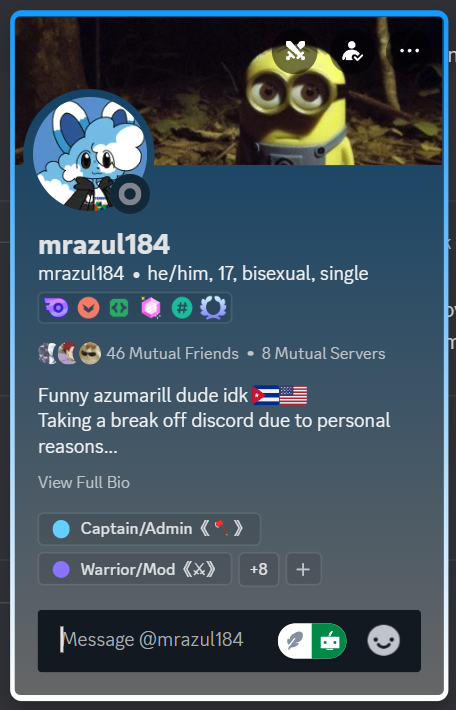 mrazul184
mrazul184 • he/him, 17, bisexual, single
46 Mutual Friends • 8 Mutual Servers
Funny azumarill dude idk 🇨🇺🇺🇸
Taking a break off discord due to personal
reasons...
View Full Bio
Captain/Admin 《🪓》
Warrior/Mod 《⚔》 +8 +
Message @mrazul184